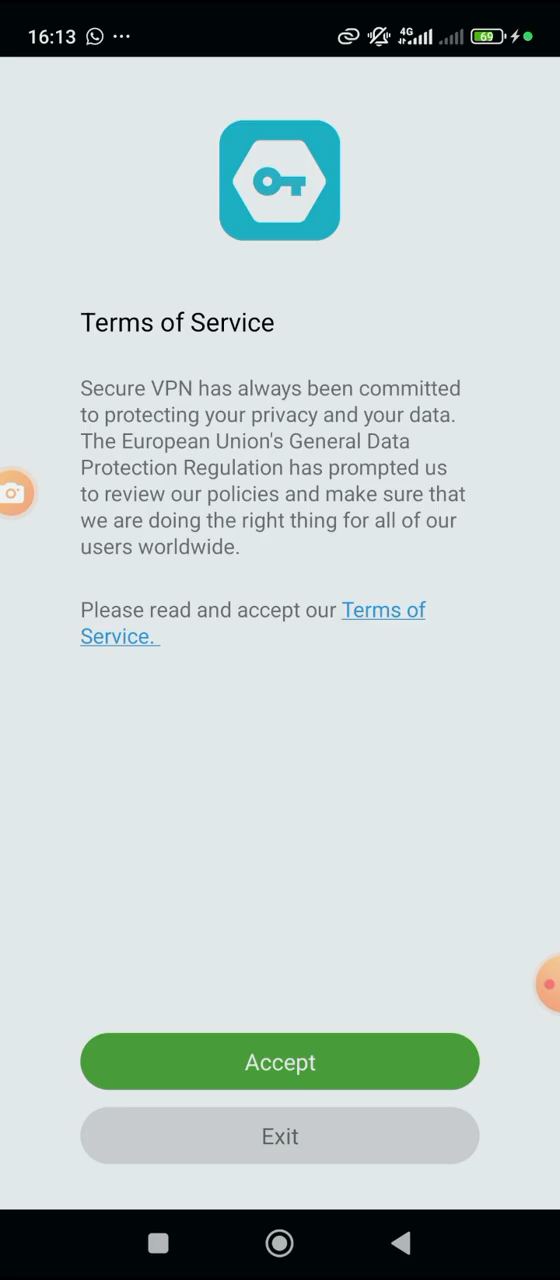 16:13
4G
69
Terms of Service
Secure VPN has always been committed
to protecting your privacy and your data.
The European Union's General Data
Protection Regulation has prompted us
to review our policies and make sure that
we are doing the right thing for all of our
users worldwide.
Please read and accept our Terms of
Service.
Accept
Exit